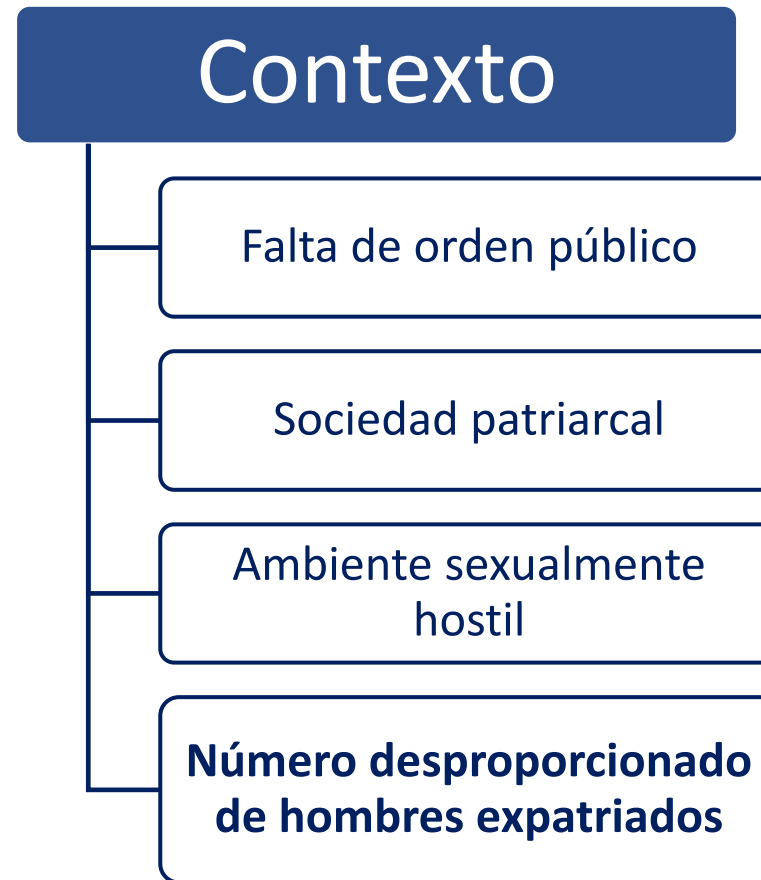 Contexto
Falta de orden público
Sociedad patriarcal
Ambiente sexualmente
hostil
Número desproporcionado
de hombres expatriados